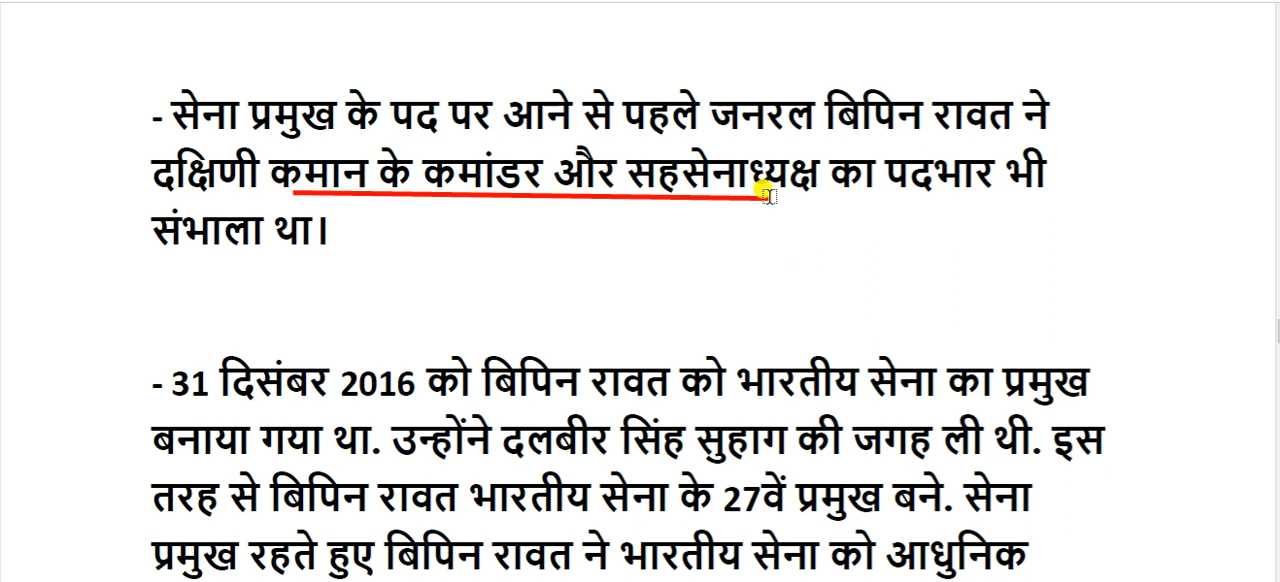 - सेना प्रमुख के पद पर आने से पहले जनरल बिपिन रावत ने
दक्षिणी कमान के कमांडर और सहसेनाध्यक्ष का पदभार भी
संभाला था।
- 31 दिसंबर 2016 को बिपिन रावत को भारतीय सेना का प्रमुख
बनाया गया था. उन्होंने दलबीर सिंह सुहाग की जगह ली थी. इस
तरह से बिपिन रावत भारतीय सेना के 27वें प्रमुख बने. सेना
प्रमुख रहते हुए बिपिन रावत ने भारतीय सेना को आधुनिक